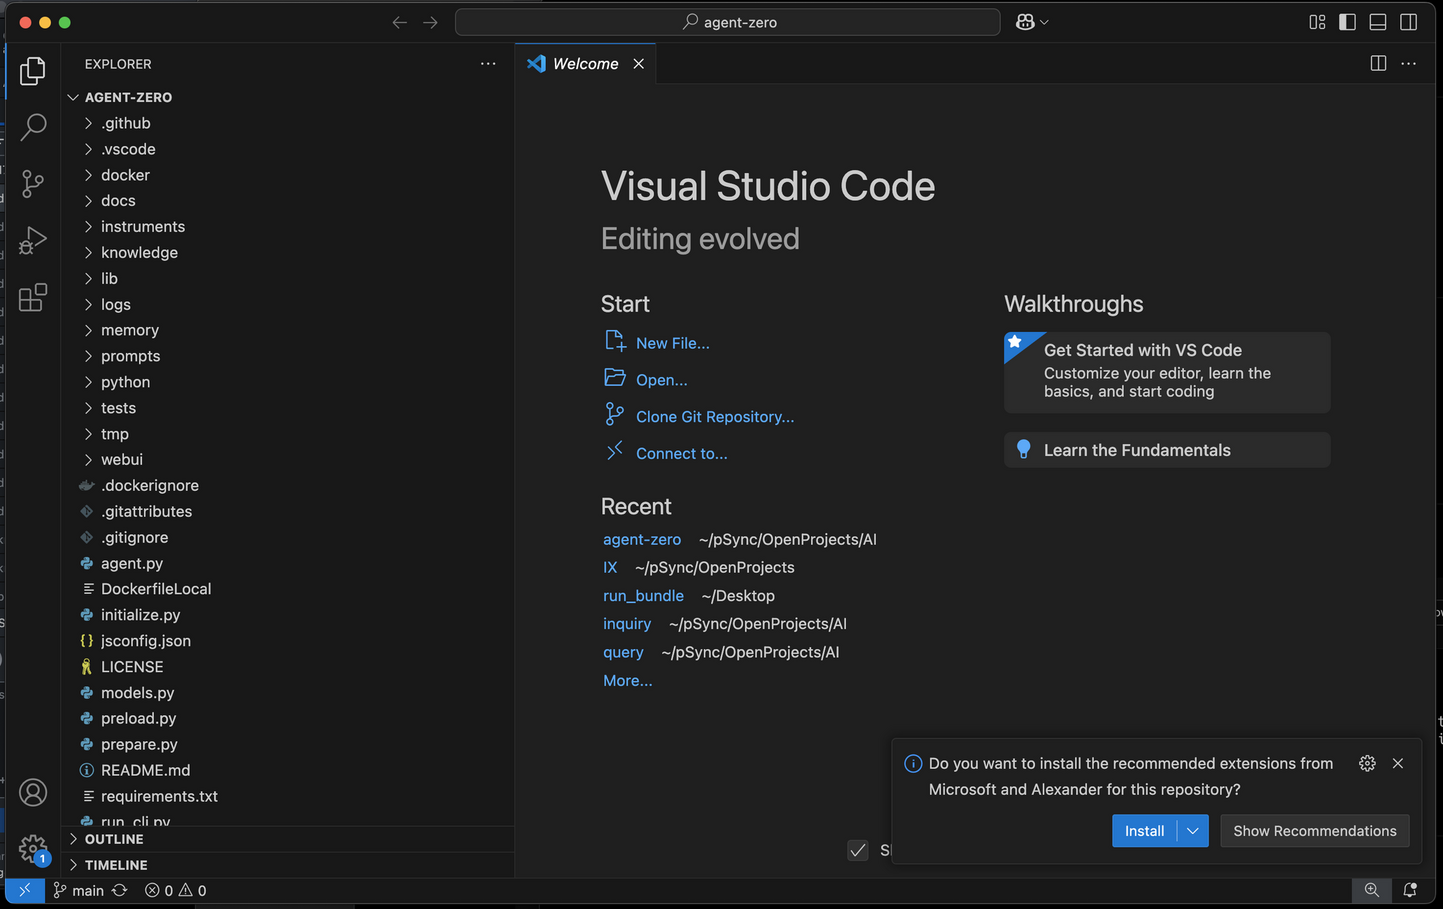 agent-zero
EXPLORER
Welcome
AGENT-ZERO
.github
.vscode
docker
docs
instruments
knowledge
lib
logs
memory
prompts
python
tests
tmp
webui
.dockerignore
.gitattributes
.gitignore
agent.py
DockerfileLocal
initialize.py
jsconfig.json
LICENSE
models.py
preload.py
prepare.py
README.md
requirements.txt
run_cli.py
OUTLINE
TIMELINE
Visual Studio Code
Editing evolved
Start
New File...
Open...
Clone Git Repository...
Connect to...
Recent
agent-zero ~/pSync/OpenProjects/AI
IX ~/pSync/OpenProjects
run_bundle ~/Desktop
inquiry ~/pSync/OpenProjects/AI
query ~/pSync/OpenProjects/AI
More...
Walkthroughs
Get Started with VS Code
Customize your editor, learn the
basics, and start coding
Learn the Fundamentals
Do you want to install the recommended extensions from
Microsoft and Alexander for this repository?
Install
Show Recommendations
1
main 0 0